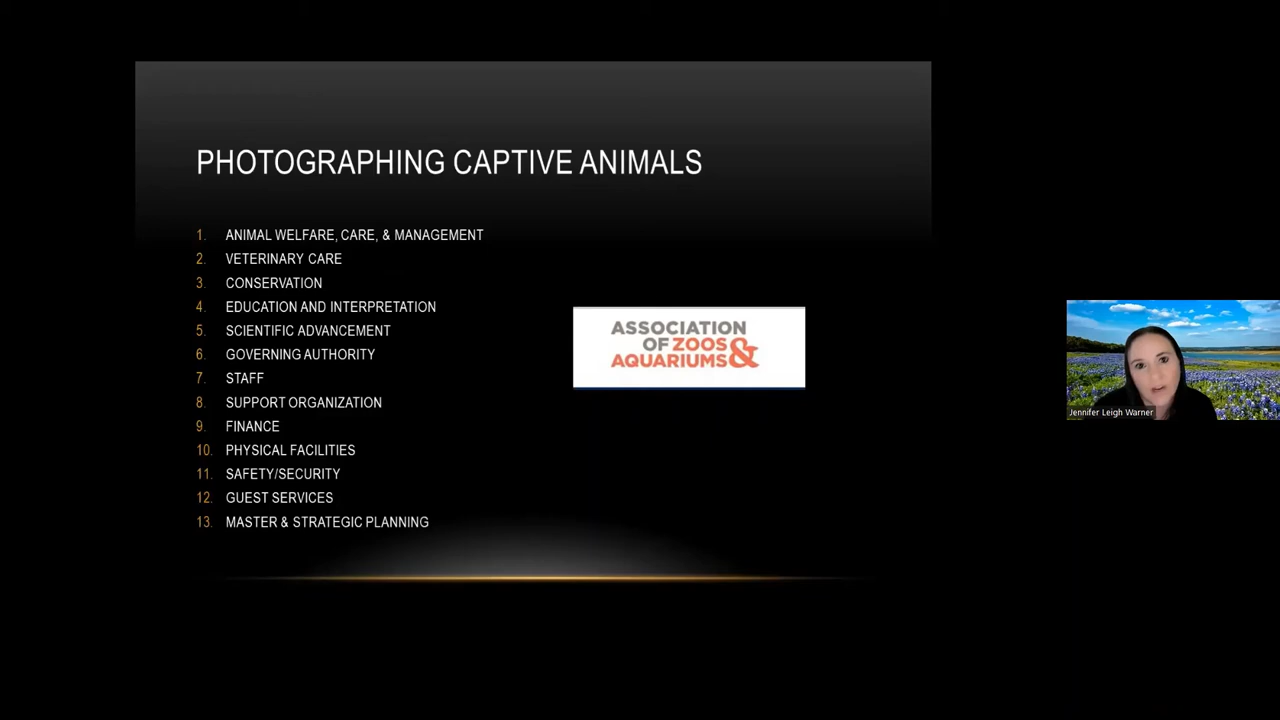 PHOTOGRAPHING CAPTIVE ANIMALS
1. ANIMAL WELFARE, CARE, & MANAGEMENT
2. VETERINARY CARE
3. CONSERVATION
4. EDUCATION AND INTERPRETATION
5. SCIENTIFIC ADVANCEMENT
6. GOVERNING AUTHORITY
7. STAFF
8. SUPPORT ORGANIZATION
9. FINANCE
10. PHYSICAL FACILITIES
11. SAFETY/SECURITY
12. GUEST SERVICES
13. MASTER & STRATEGIC PLANNING
ASSOCIATION
OF ZOOS &
AQUARIUMS
Jennifer Leigh Warner